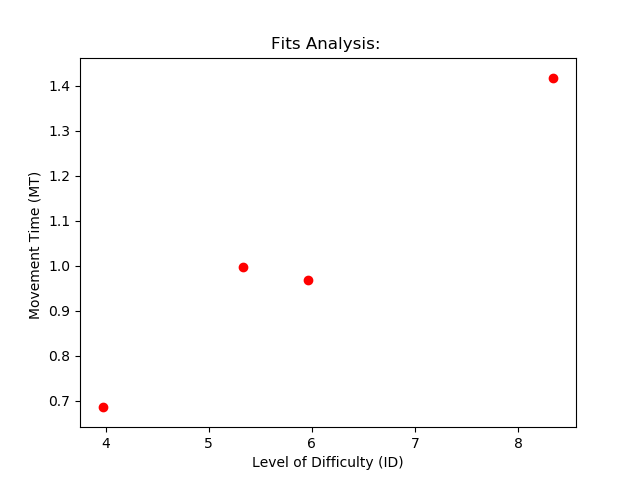 Fits Analysis:
1.4
1.3
1.2
1.1
1.0
0.9
0.8
0.7
Movement Time (MT)
4 5 6 7 8
Level of Difficulty (ID)